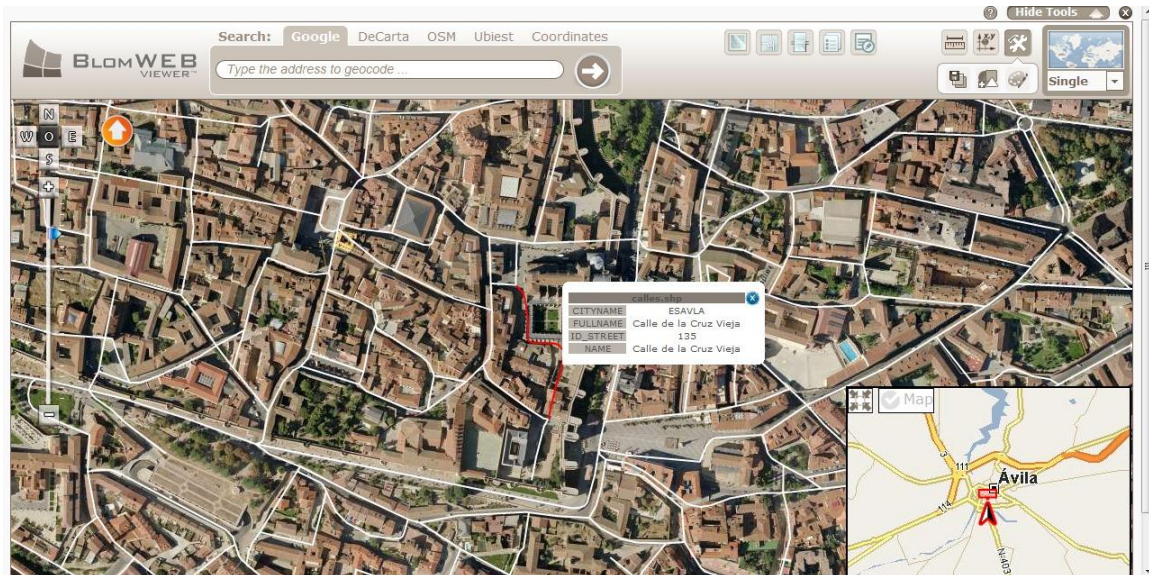 ? Hide Tools X
Search: Google DeCarta OSM Ubiest Coordinates
BLOMWEB
VIEWER™
Type the address to geocode ...
Single
N
W O E
S
calles.shp x
CITYNAME ESAVLA
FULLNAME Calle de la Cruz Vieja
ID_STREET 135
NAME Calle de la Cruz Vieja
Map
3
111
Ávila
114
N-403